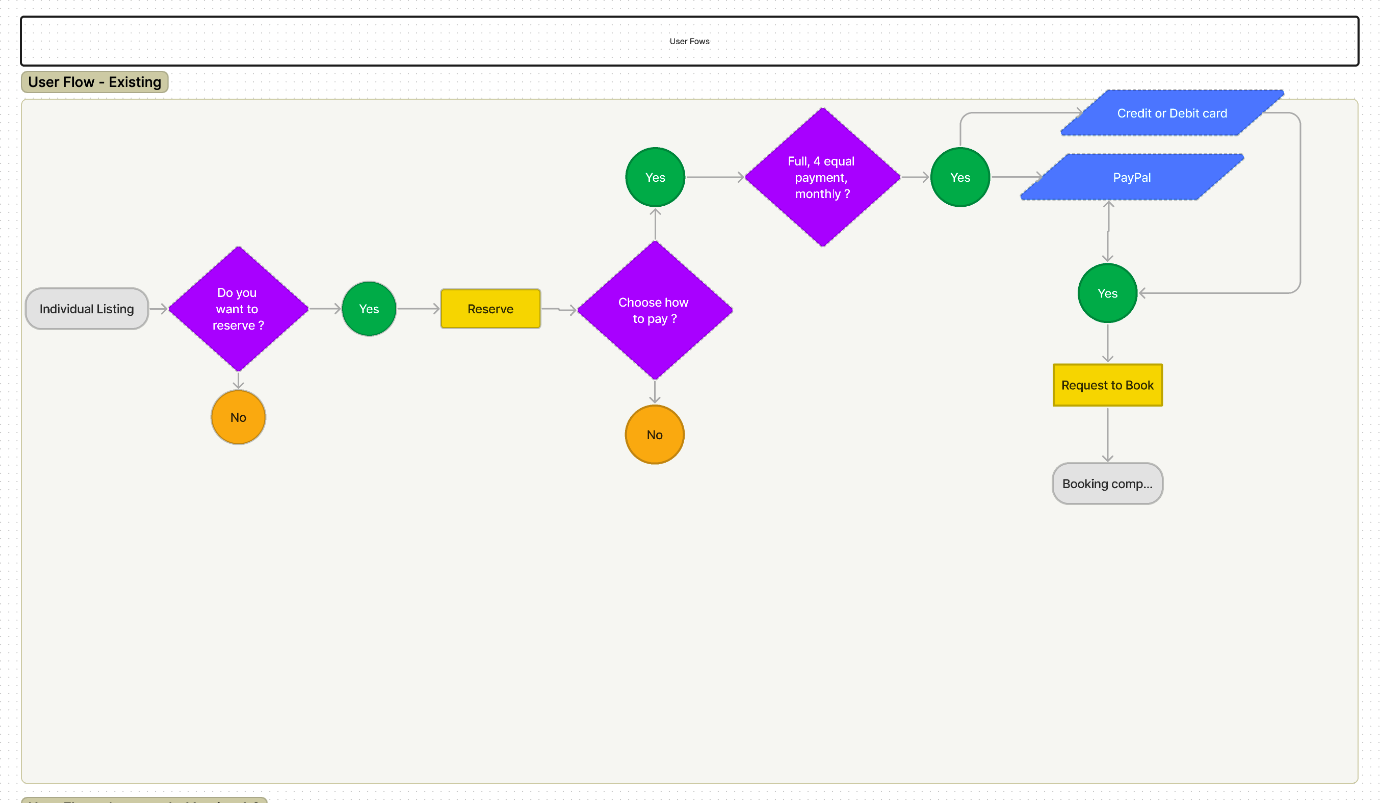 User Fows
User Flow - Existing
Credit or Debit card
Full, 4 equal
payment,
monthly ?
Yes
Yes
PayPal
Do you
want to
reserve ?
Individual Listing
Yes
Reserve
Choose how
to pay ?
Yes
Request to Book
No
No
Booking comp...